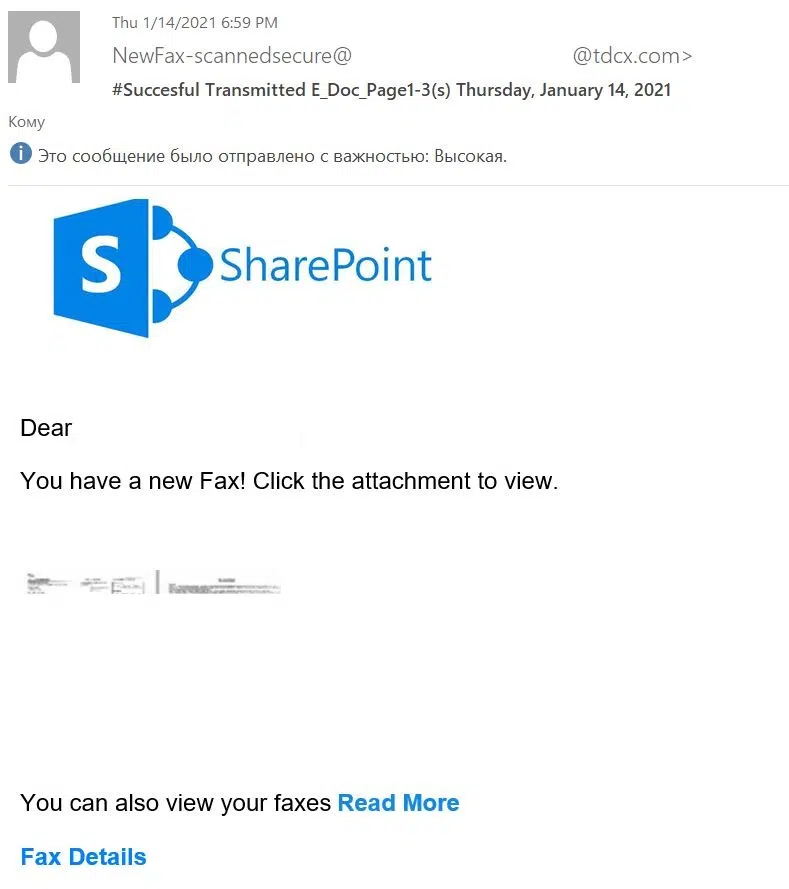 Thu 1/14/2021 6:59 PM
NewFax-scannedsecure@ @tdcx.com>
#Succesful Transmitted E_Doc_Page1-3(s) Thursday, January 14, 2021
Кому
Это сообщение было отправлено с важностью: Высокая.
S SharePoint
Dear
You have a new Fax! Click the attachment to view.
You can also view your faxes Read More
Fax Details